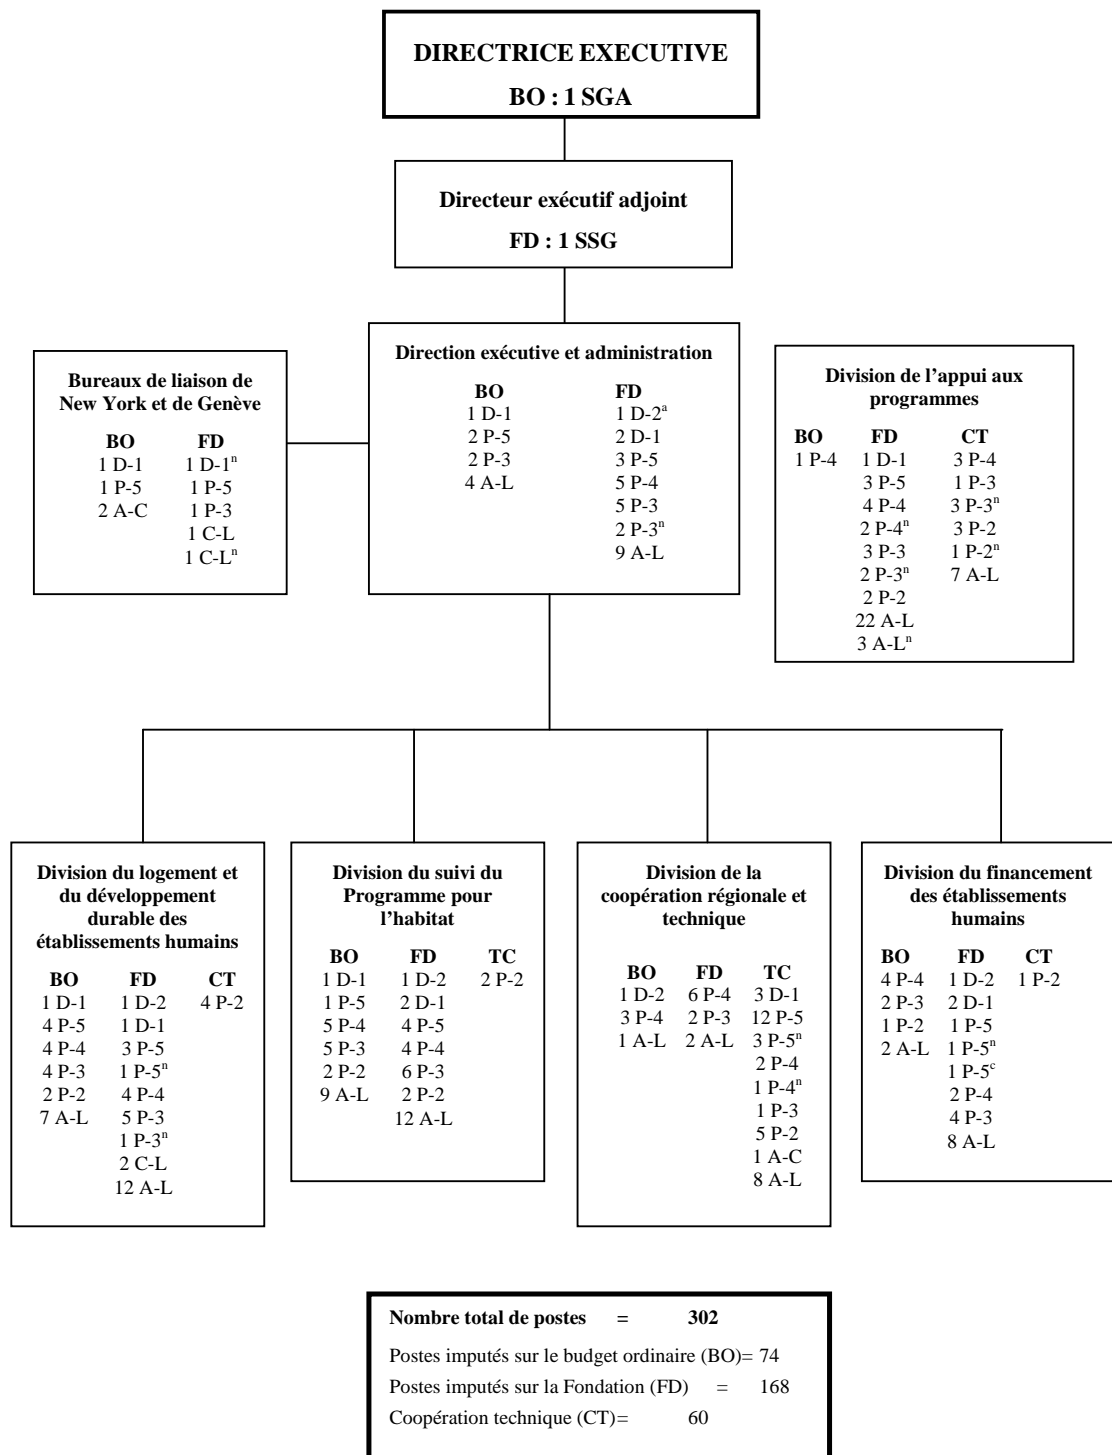 DIRECTRICE EXECUTIVE
BO : 1 SGA
Directeur exécutif adjoint
FD : 1 SSG
Bureaux de liaison de
New York et de Genève
BO FD
1 D-1 1 D-1ⁿ
1 P-5 1 P-5
2 A-C 1 P-3
1 C-L
1 C-Lⁿ
Direction exécutive et administration
BO FD
1 D-1 1 D-2ᵃ
2 P-5 2 D-1
2 P-3 3 P-5
4 A-L 5 P-4
5 P-3
2 P-3ⁿ
9 A-L
Division de l’appui aux
programmes
BO FD CT
1 P-4 1 D-1 3 P-4
3 P-5 1 P-3
4 P-4 3 P-3ⁿ
2 P-4ⁿ 3 P-2
3 P-3 1 P-2ⁿ
2 P-3ⁿ 7 A-L
2 P-2
22 A-L
3 A-Lⁿ
Division du logement et
du développement
durable des
établissements humains
BO FD CT
1 D-1 1 D-2 4 P-2
4 P-5 1 D-1
4 P-4 3 P-5
4 P-3 1 P-5ⁿ
2 P-2 4 P-4
7 A-L 5 P-3
1 P-3ⁿ
2 C-L
12 A-L
Division du suivi du
Programme pour
l’habitat
BO FD TC
1 D-1 1 D-2 2 P-2
1 P-5 2 D-1
5 P-4 4 P-5
5 P-3 4 P-4
2 P-2 6 P-3
9 A-L 2 P-2
12 A-L
Division de la
coopération régionale et
technique
BO FD TC
1 D-2 6 P-4 3 D-1
3 P-4 2 P-3 12 P-5
1 A-L 2 A-L 3 P-5ⁿ
2 P-4
1 P-4ⁿ
1 P-3
5 P-2
1 A-C
8 A-L
Division du financement
des établissements
humains
BO FD CT
4 P-4 1 D-2 1 P-2
2 P-3 2 D-1
1 P-2 1 P-5
2 A-L 1 P-5ⁿ
1 P-5ᶜ
2 P-4
4 P-3
8 A-L
Nombre total de postes = 302
Postes imputés sur le budget ordinaire (BO)= 74
Postes imputés sur la Fondation (FD) = 168
Coopération technique (CT)= 60